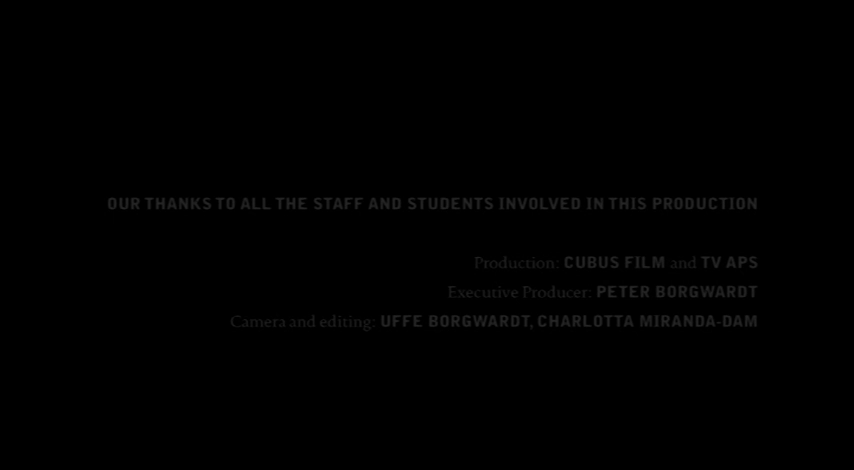 OUR THANKS TO ALL THE STAFF AND STUDENTS INVOLVED IN THIS PRODUCTION
Production: CUBUS FILM and TV APS
Executive Producer: PETER BORGWARDT
Camera and editing: UFFE BORGWARDT, CHARLOTTA MIRANDA-DAM